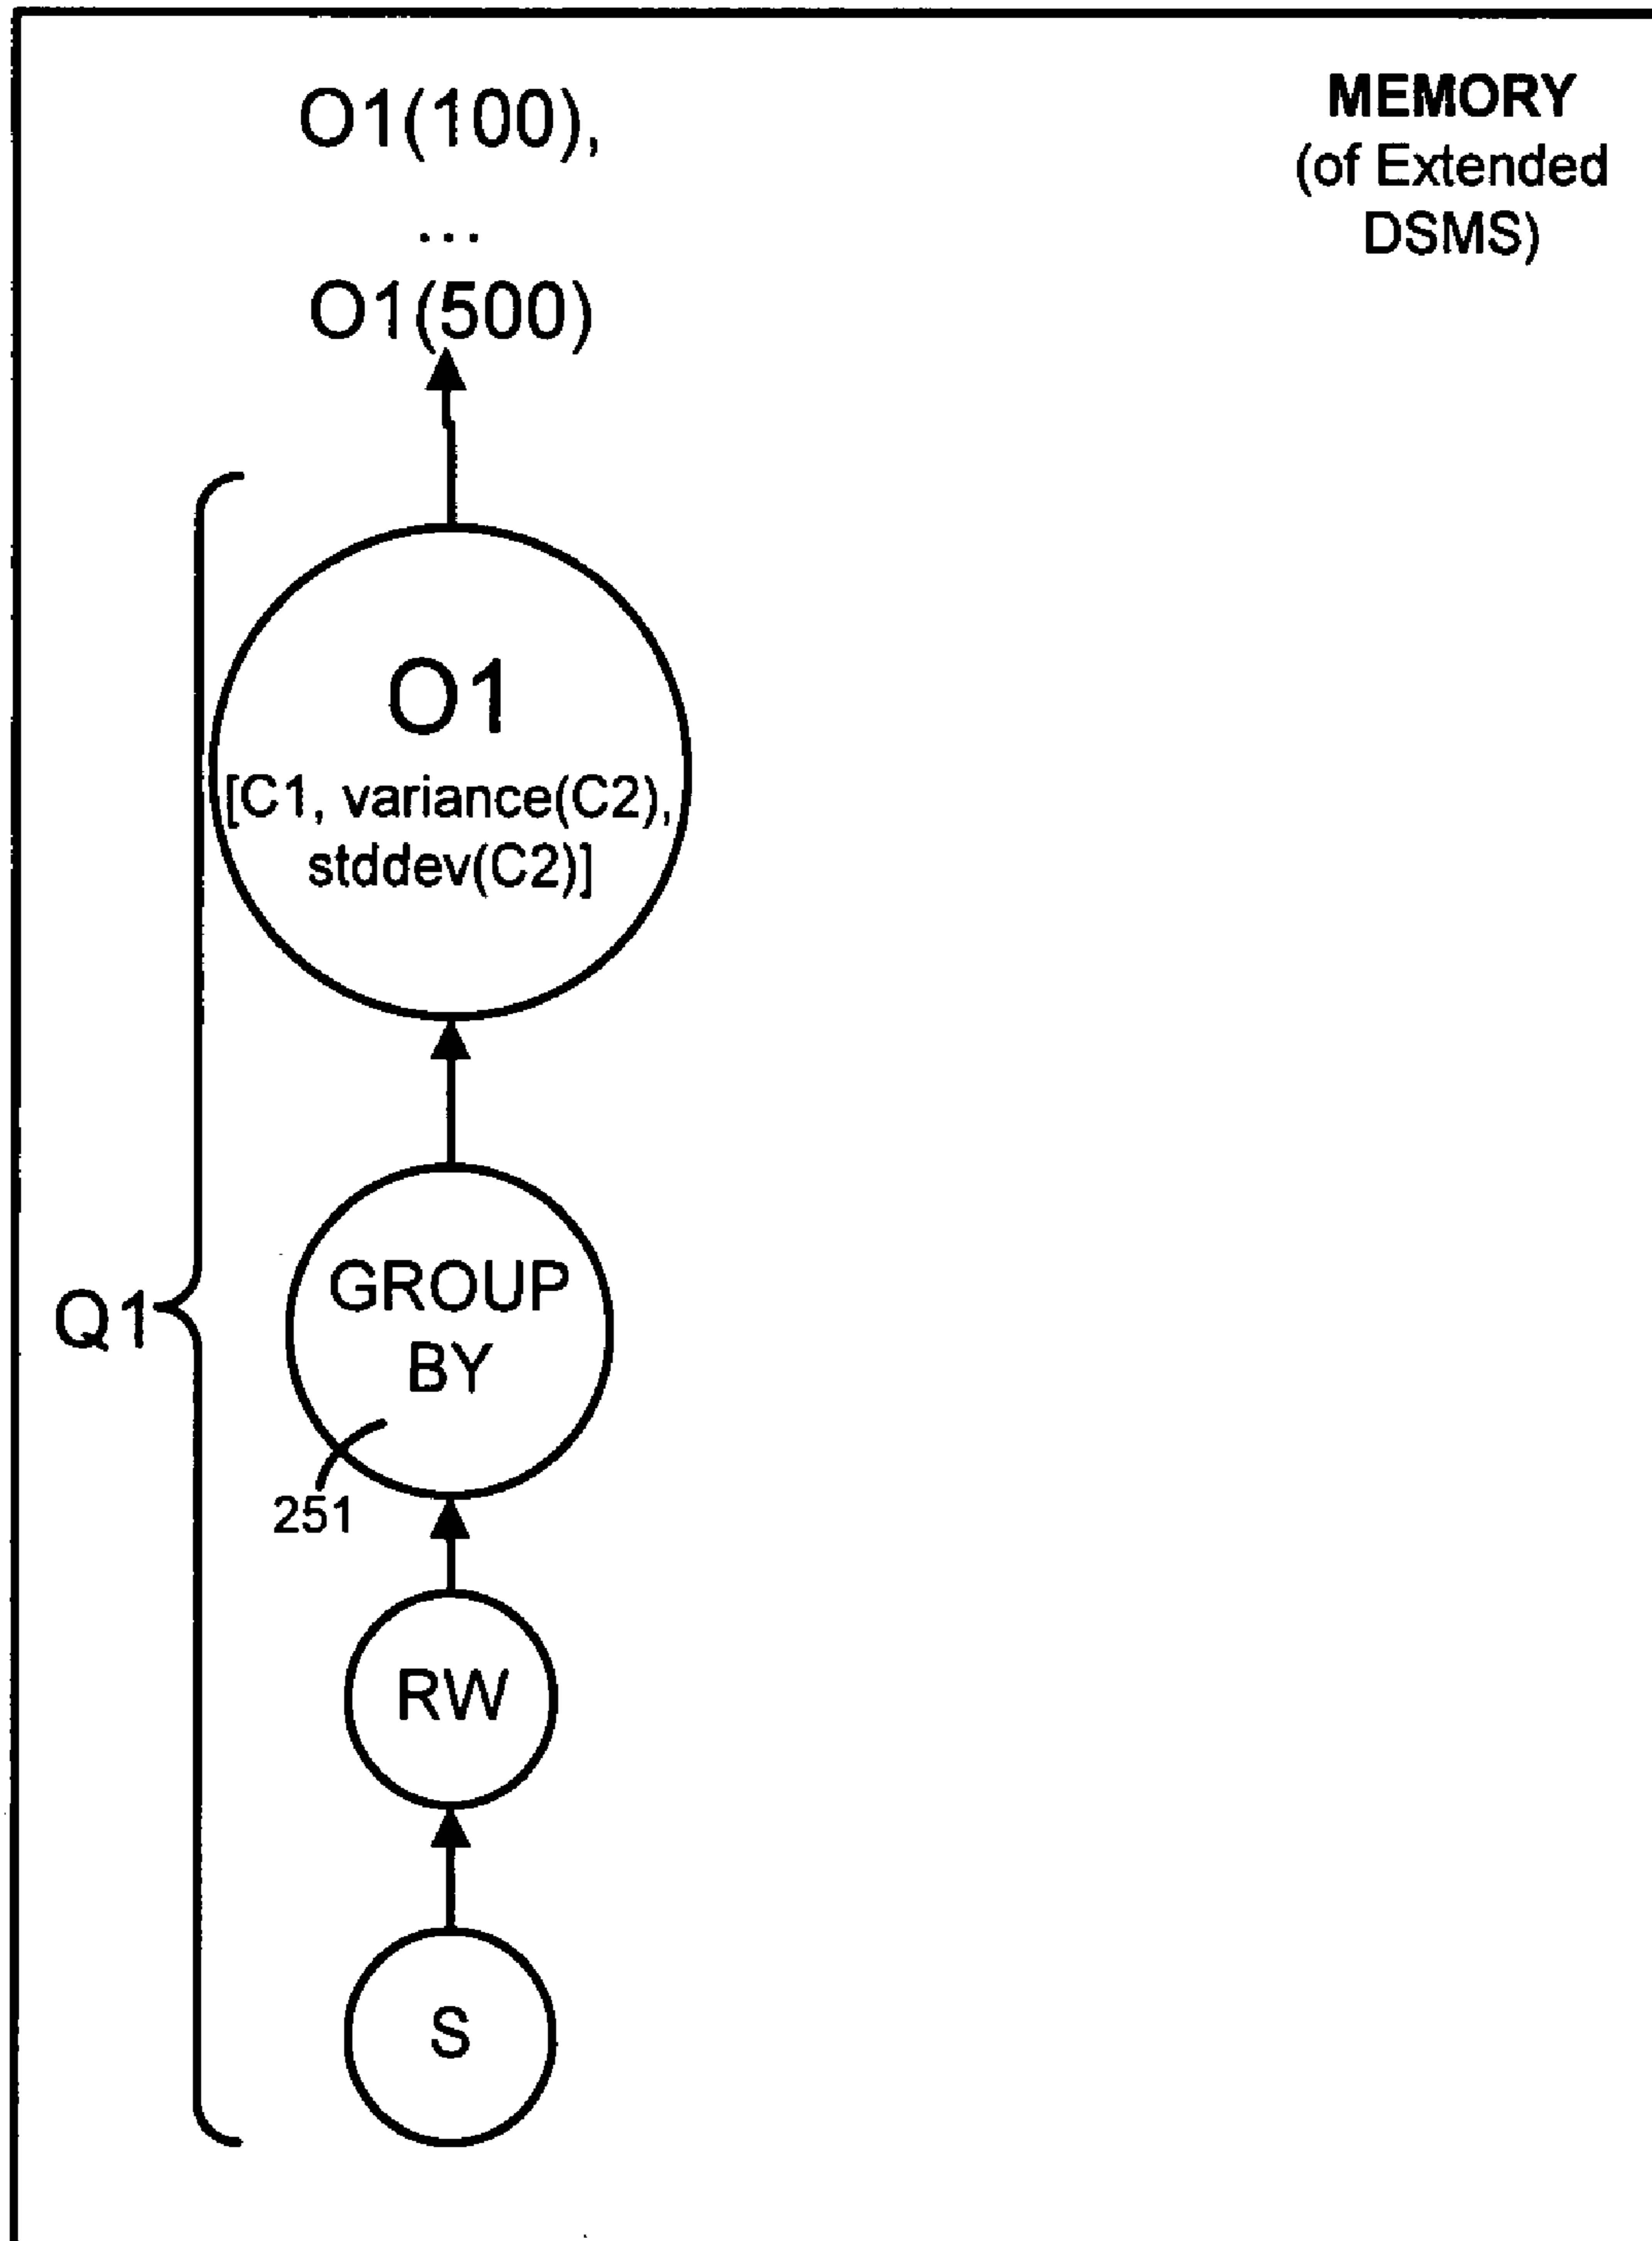 O1(100),
...
O1(500)
MEMORY
(of Extended
DSMS)
O1
[C1, variance(C2),
stddev(C2)]
Q1
GROUP
BY
251
RW
S